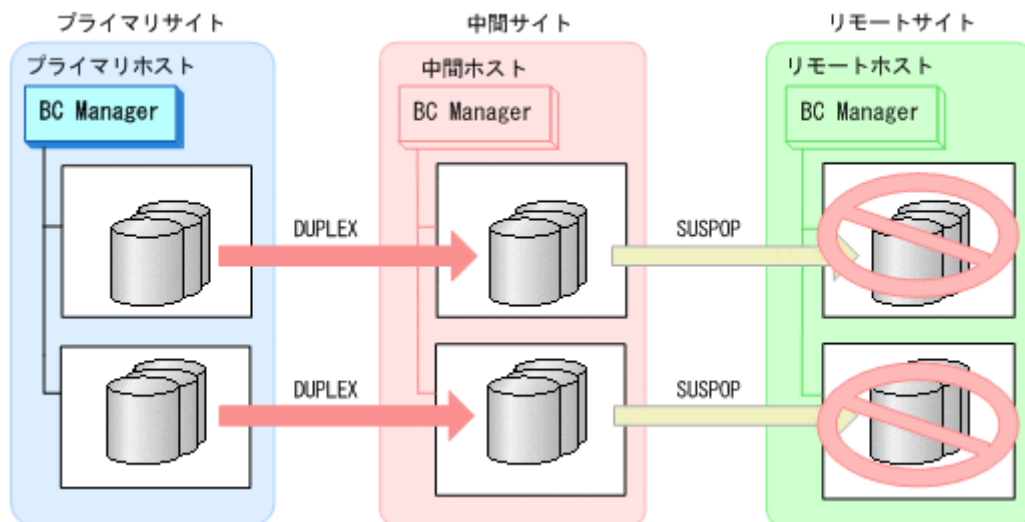 プライマリサイト
中間サイト
リモートサイト
プライマリホスト
中間ホスト
リモートホスト
BC Manager
BC Manager
BC Manager
DUPLEX
SUSPOP
DUPLEX
SUSPOP